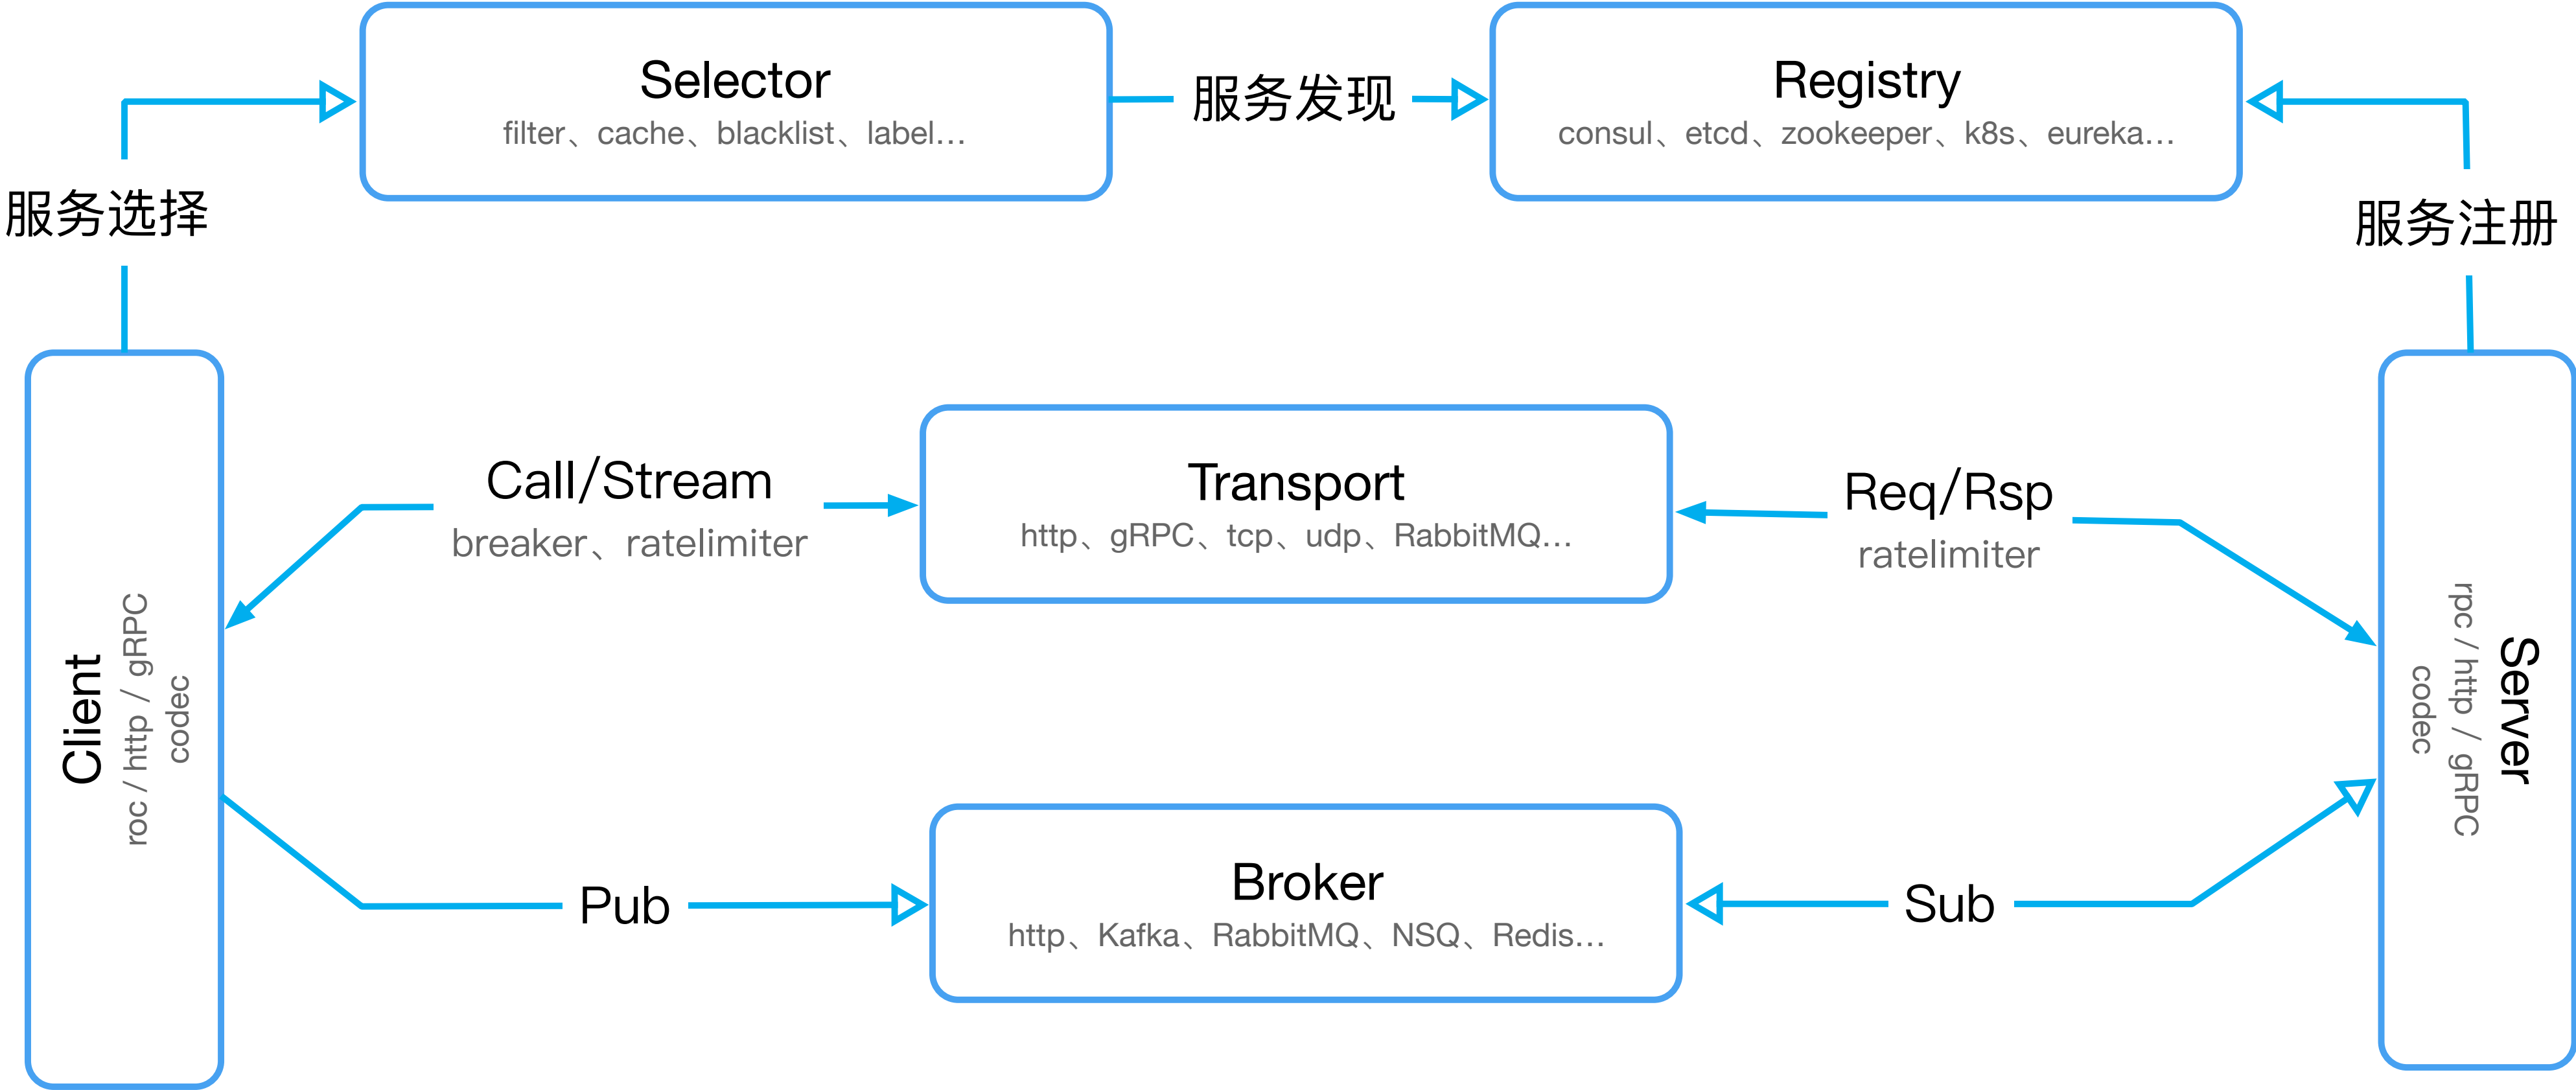 Selector
filter、cache、blacklist、label...
服务发现
Registry
consul、etcd、zookeeper、k8s、eureka...
服务选择
服务注册
Call/Stream
breaker、ratelimiter
Transport
http、gRPC、tcp、udp、RabbitMQ...
Req/Rsp
ratelimiter
Client
roc / http / gRPC
codec
Server
rpc / http / gRPC
codec
Pub
Broker
http、Kafka、RabbitMQ、NSQ、Redis...
Sub